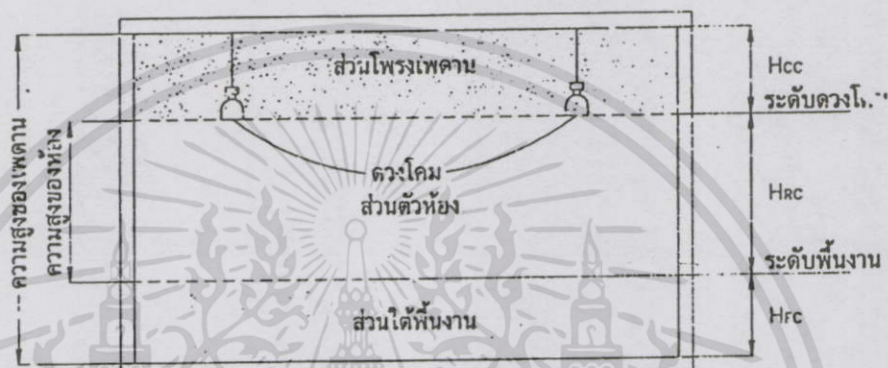 ส่วนโพรงเพดาน
Hcc
ระดับดวงโ
ความสูงของเพดาน
ความสูงของห้อง
ดวงโคม
ส่วนตัวห้อง
HRC
ระดับพื้นงาน
ส่วนใต้พื้นงาน
HFC